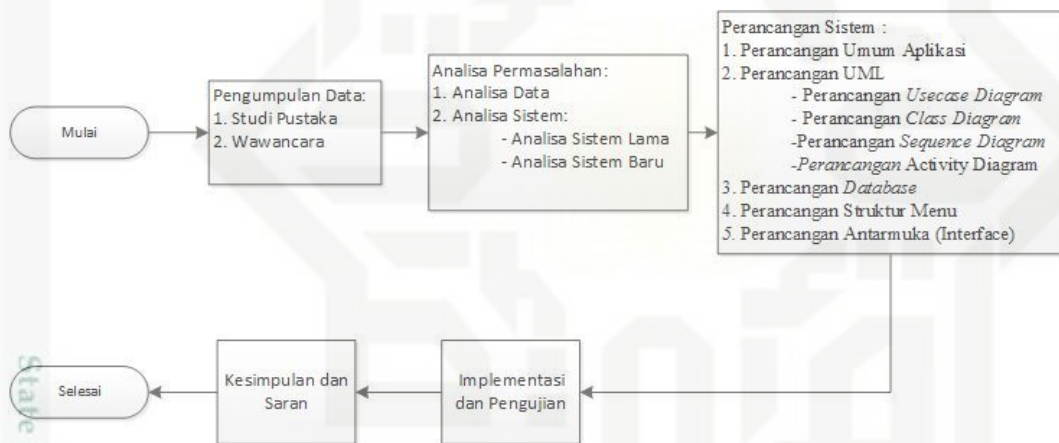 Mulai
Pengumpulan Data:
1. Studi Pustaka
2. Wawancara
Analisa Permasalahan:
1. Analisa Data
2. Analisa Sistem:
- Analisa Sistem Lama
- Analisa Sistem Baru
Perancangan Sistem :
1. Perancangan Umum Aplikasi
2. Perancangan UML
- Perancangan Usecase Diagram
- Perancangan Class Diagram
-Perancangan Sequence Diagram
-Perancangan Activity Diagram
3. Perancangan Database
4. Perancangan Struktur Menu
5. Perancangan Antarmuka (Interface)
Implementasi
dan Pengujian
Kesimpulan dan
Saran
Selesai
State